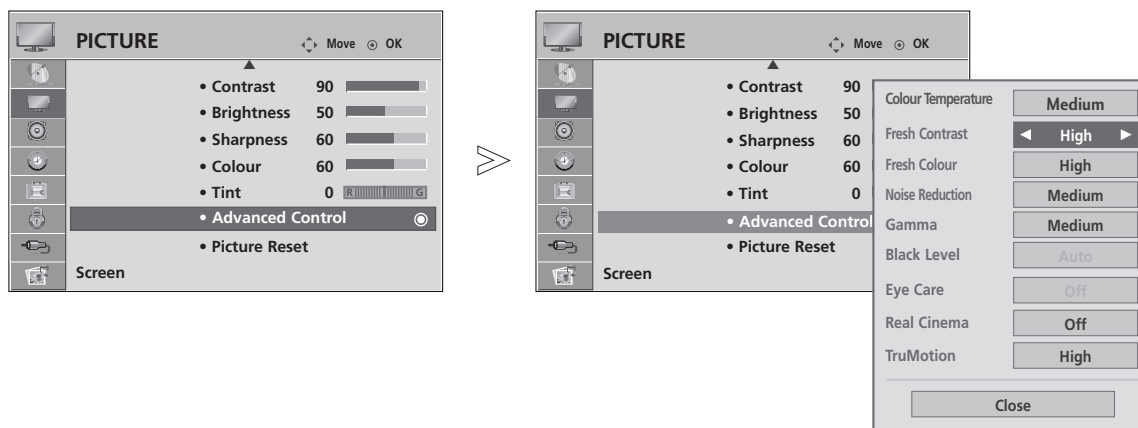 PICTURE Move OK
• Contrast 90
• Brightness 50
• Sharpness 60
• Colour 60
• Tint 0 R G
• Advanced Control
• Picture Reset
Screen
PICTURE Move OK
• Contrast 90
• Brightness 50
• Sharpness 60
• Colour 60
• Tint 0
• Advanced Control
• Picture Reset
Screen
Colour Temperature Medium
Fresh Contrast High
Fresh Colour High
Noise Reduction Medium
Gamma Medium
Black Level Auto
Eye Care Off
Real Cinema Off
TruMotion High
Close